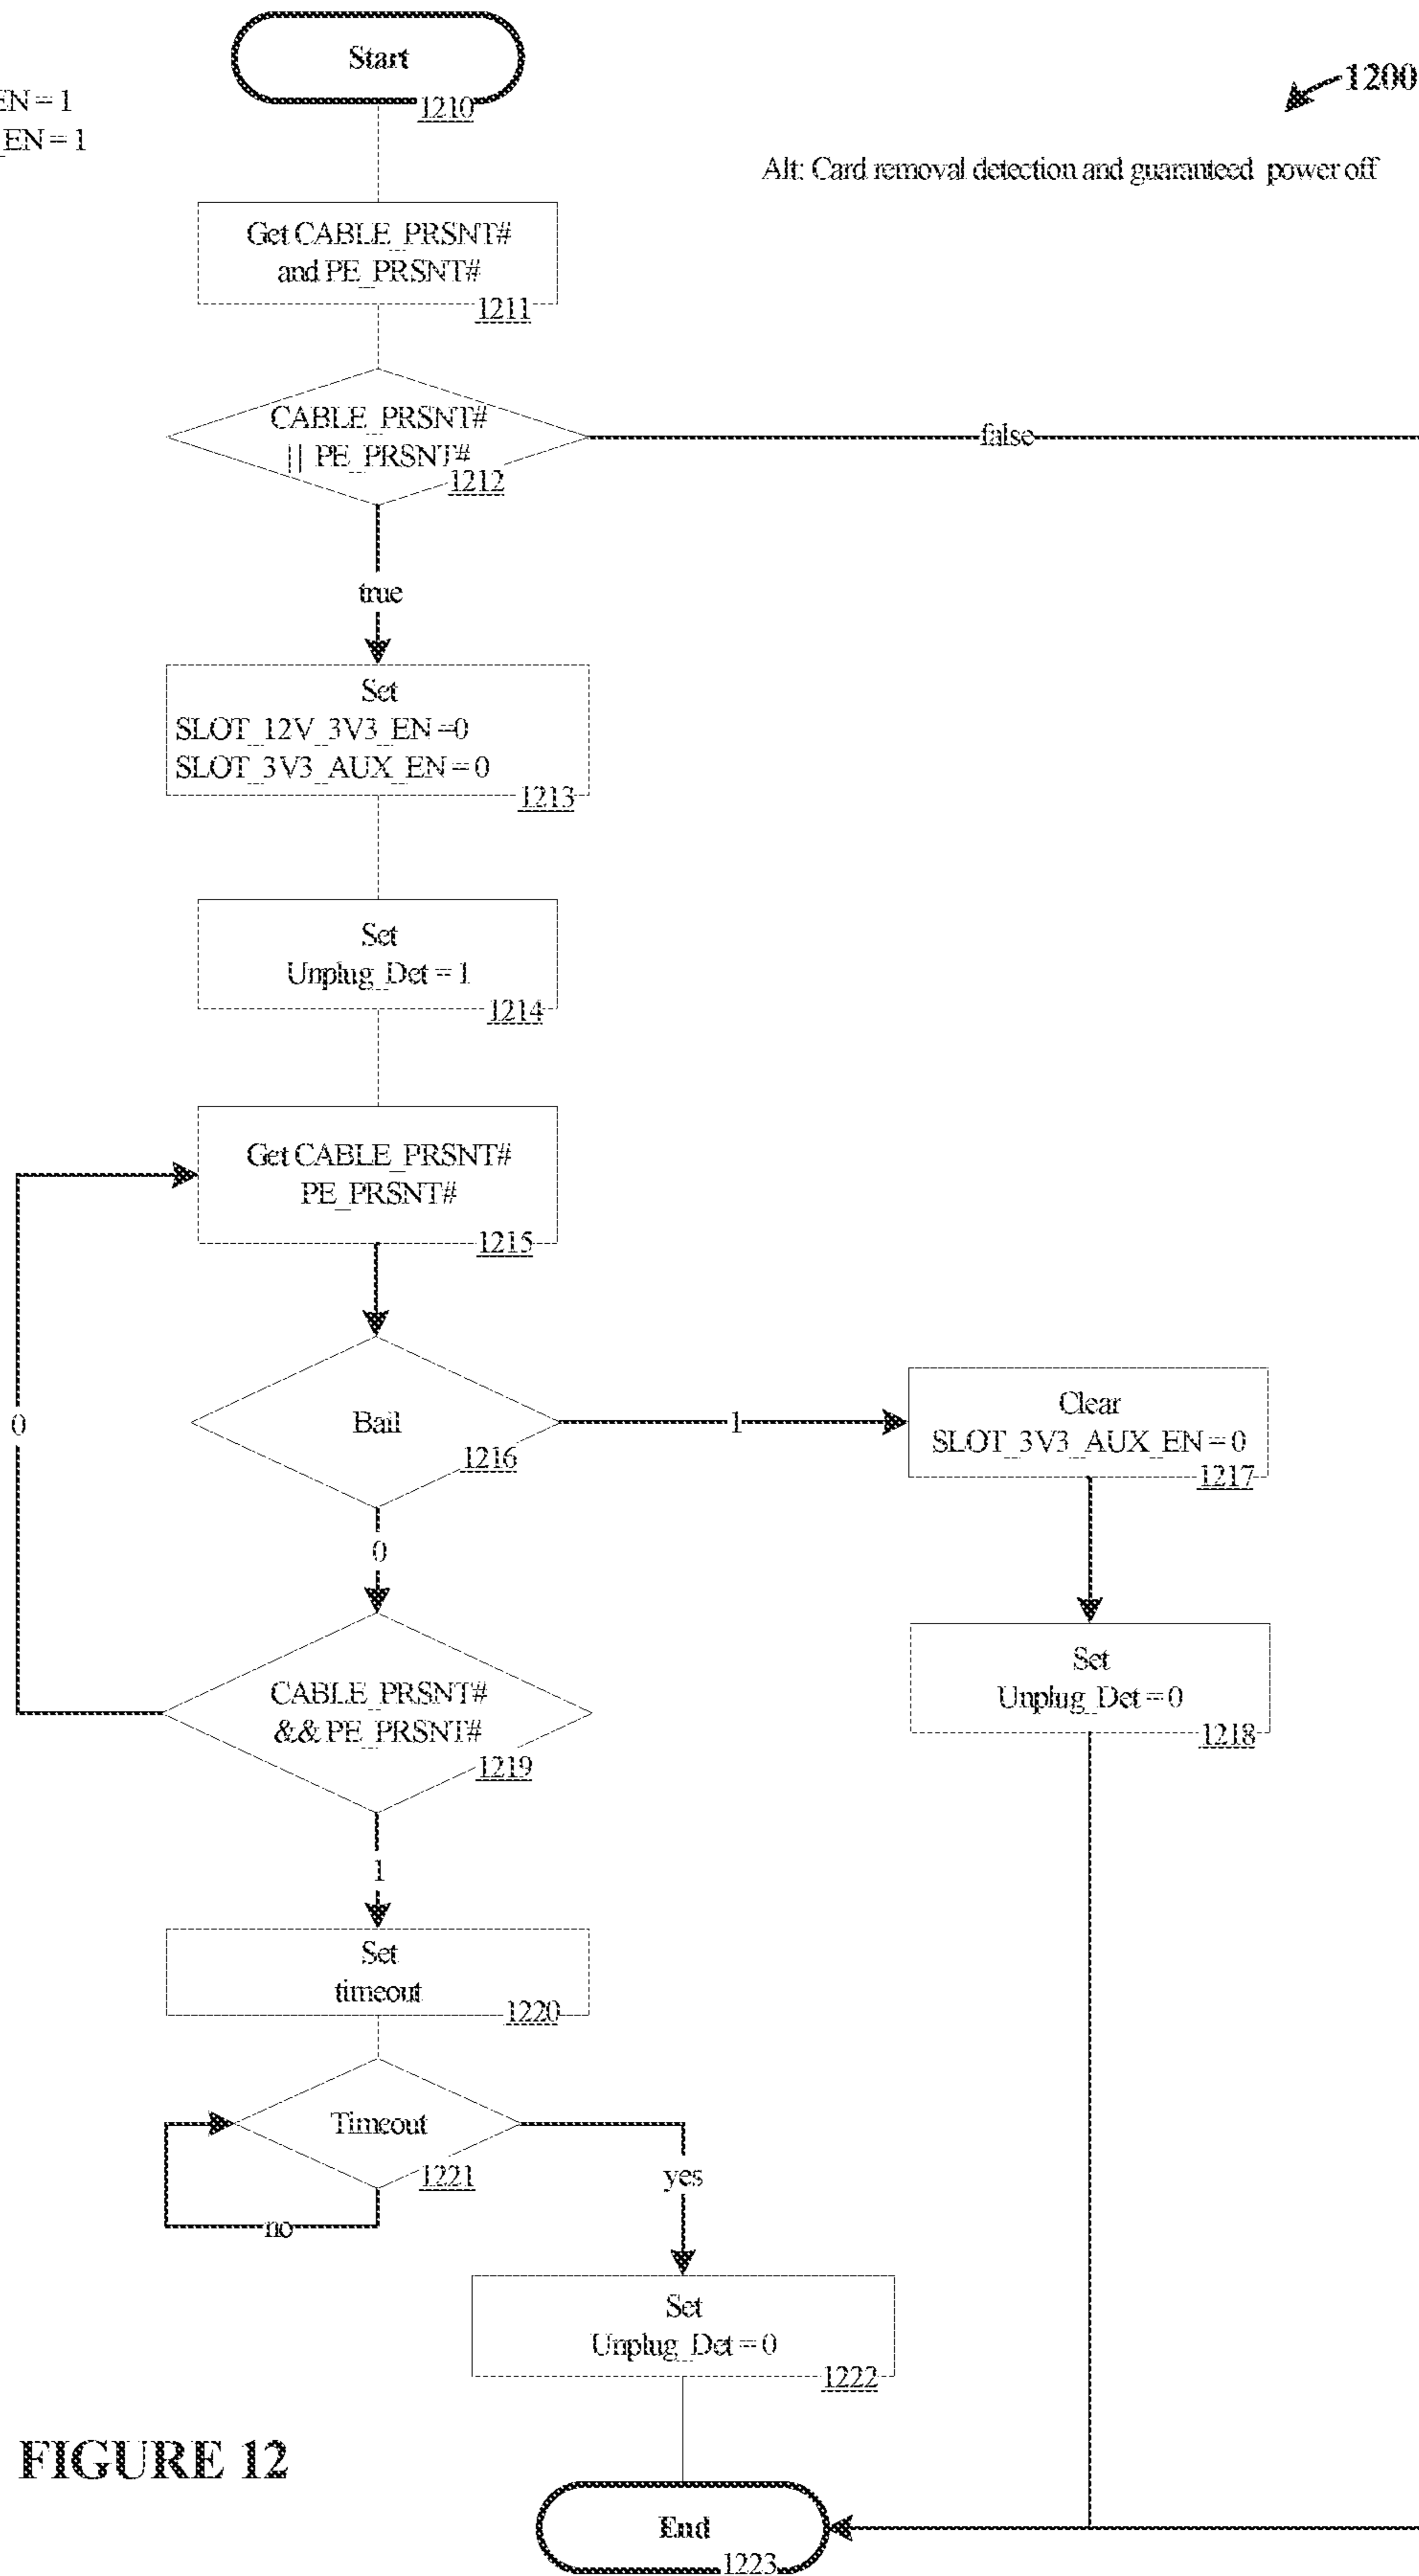 Start
1210
1200
EN = 1
_EN = 1
Alt: Card removal detection and guaranteed power off
Get CABLE_PRSNT#
and PE_PRSNT#
1211
CABLE_PRSNT#
|| PE_PRSNT#
1212
false
true
Set
SLOT_12V_3V3_EN =0
SLOT_3V3_AUX_EN = 0
1213
Set
Unplug_Det = 1
1214
Get CABLE_PRSNT#
PE_PRSNT#
1215
Bail
1216
1
Clear
SLOT_3V3_AUX_EN = 0
1217
0
0
Set
Unplug_Det = 0
1218
CABLE_PRSNT#
&& PE_PRSNT#
1219
1
Set
timeout
1220
Timeout
1221
yes
no
Set
Unplug_Det = 0
1222
FIGURE 12
End
1223